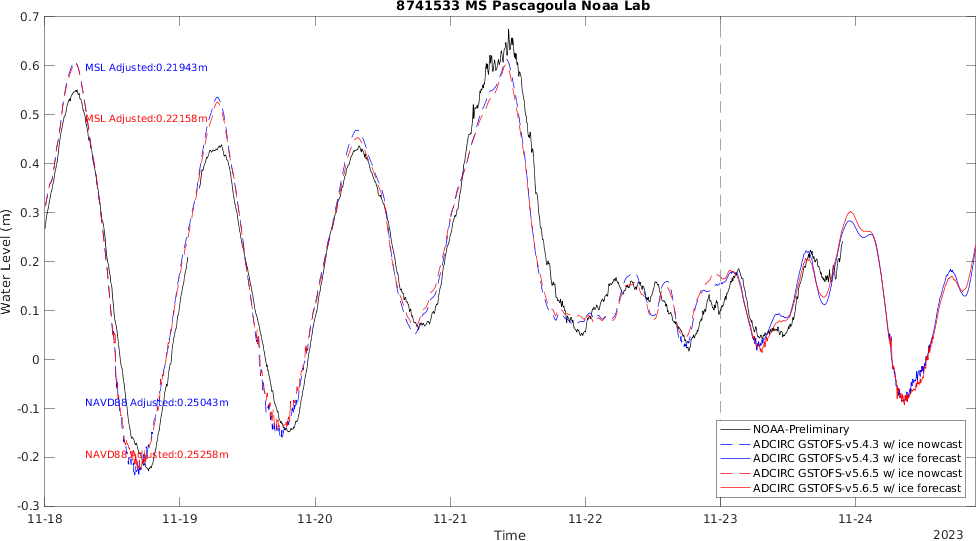 8741533 MS Pascagoula Noaa Lab
0.7
0.6
0.5
0.4
0.3
0.2
0.1
0
-0.1
-0.2
-0.3
Water Level (m)
MSL Adjusted:0.21943m
MSL Adjusted:0.22158m
NAVD88 Adjusted:0.25043m
NAVD88 Adjusted:0.25258m
NOAA-Preliminary
ADCIRC GSTOFS-v5.4.3 w/ ice nowcast
ADCIRC GSTOFS-v5.4.3 w/ ice forecast
ADCIRC GSTOFS-v5.6.5 w/ ice nowcast
ADCIRC GSTOFS-v5.6.5 w/ ice forecast
11-18 11-19 11-20 11-21 11-22 11-23 11-24
Time
2023